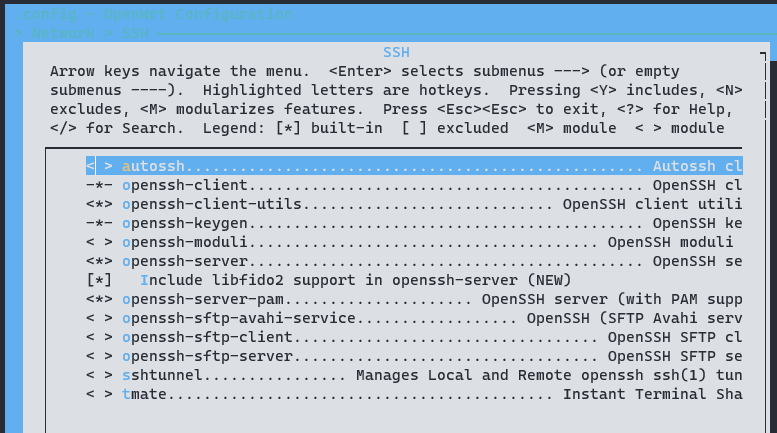 .config - OpenWrt Configuration
> Network > SSH
SSH
Arrow keys navigate the menu.  <Enter> selects submenus ---> (or empty
submenus ----).  Highlighted letters are hotkeys.  Pressing <Y> includes, <N>
excludes, <M> modularizes features.  Press <Esc><Esc> to exit, <?> for Help,
</> for Search.  Legend: [*] built-in  [ ] excluded  <M> module  < > module
< > autossh................................................... Autossh cl
-*- openssh-client............................................ OpenSSH cl
<*> openssh-client-utils............................ OpenSSH client utili
-*- openssh-keygen............................................ OpenSSH ke
< > openssh-moduli....................................... OpenSSH moduli
<*> openssh-server............................................ OpenSSH se
[*]   Include libfido2 support in openssh-server (NEW)
<*> openssh-server-pam..................... OpenSSH server (with PAM supp
< > openssh-sftp-avahi-service.................. OpenSSH (SFTP Avahi serv
< > openssh-sftp-client.................................. OpenSSH SFTP cl
< > openssh-sftp-server.................................. OpenSSH SFTP se
< > sshtunnel................ Manages Local and Remote openssh ssh(1) tun
< > tmate........................................... Instant Terminal Sha